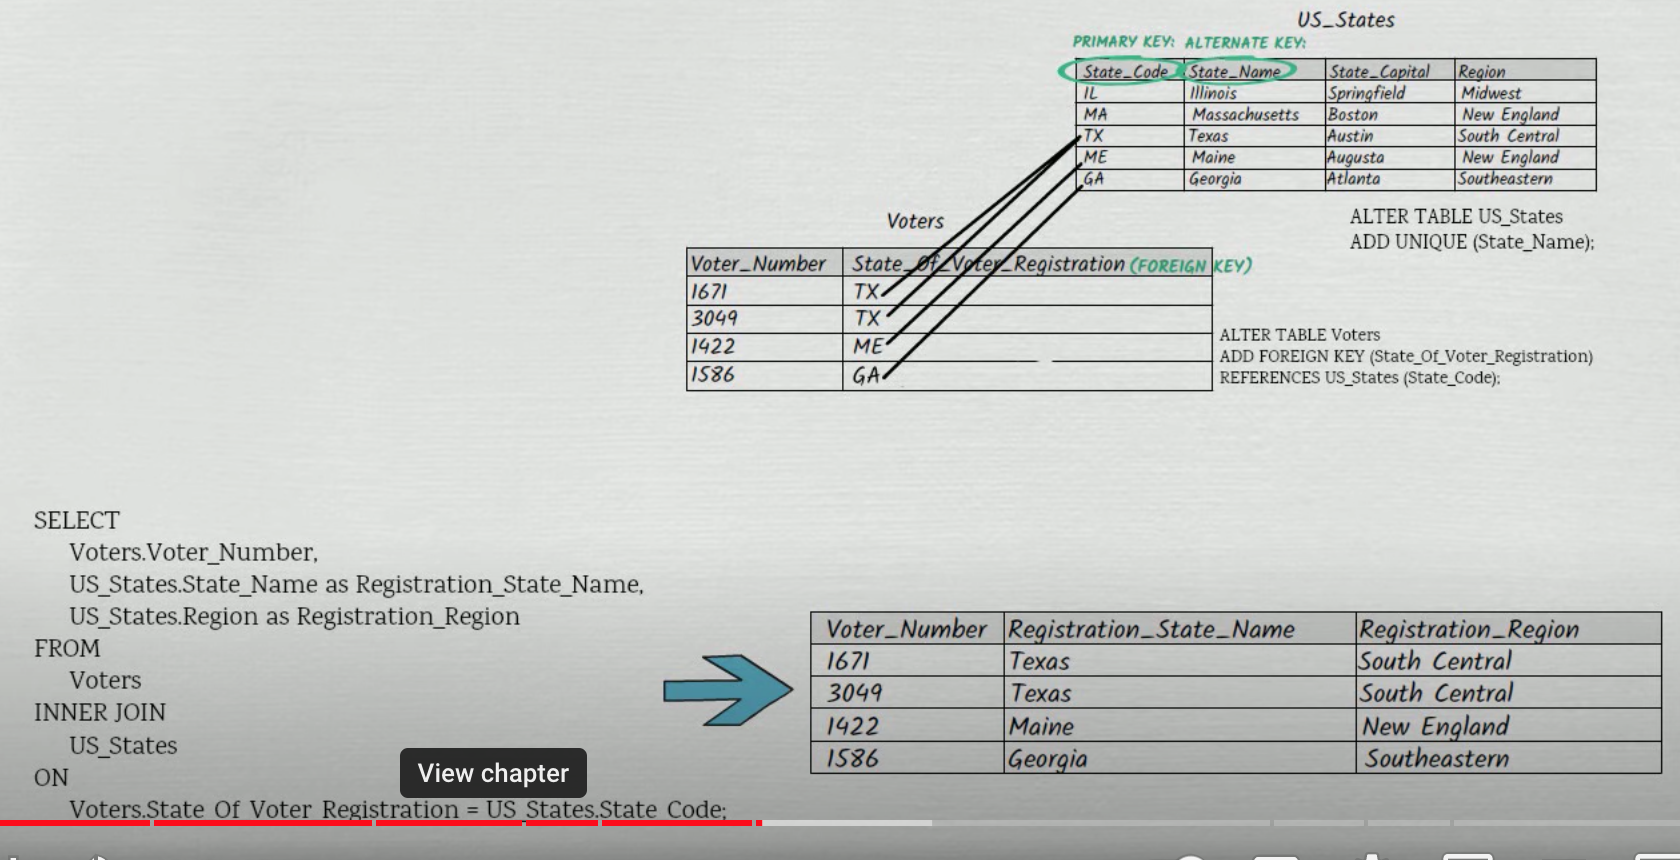 US_States
PRIMARY KEY: ALTERNATE KEY:
State_Code State_Name State_Capital Region
IL Illinois Springfield Midwest
MA Massachusetts Boston New England
TX Texas Austin South Central
ME Maine Augusta New England
GA Georgia Atlanta Southeastern
ALTER TABLE US_States
ADD UNIQUE (State_Name);
Voters
Voter_Number State_Of_Voter_Registration (FOREIGN KEY)
1671 TX
3049 TX
1422 ME
1586 GA
ALTER TABLE Voters
ADD FOREIGN KEY (State_Of_Voter_Registration)
REFERENCES US_States (State_Code);
SELECT
Voters.Voter_Number,
US_States.State_Name as Registration_State_Name,
US_States.Region as Registration_Region
FROM
Voters
INNER JOIN
US_States
ON
Voters.State_Of_Voter_Registration = US_States.State_Code;
Voter_Number Registration_State_Name Registration_Region
1671 Texas South Central
3049 Texas South Central
1422 Maine New England
1586 Georgia Southeastern
View chapter